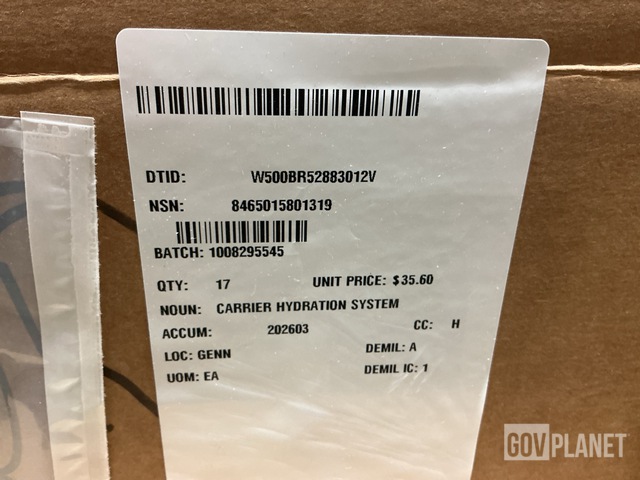 DTID: W500BR52883012V
NSN: 8465015801319
BATCH: 1008295545
QTY: 17 UNIT PRICE: $35.60
NOUN: CARRIER HYDRATION SYSTEM
ACCUM: 202603 CC: H
LOC: GENN DEMIL: A
UOM: EA DEMIL IC: 1
GOVPLANET